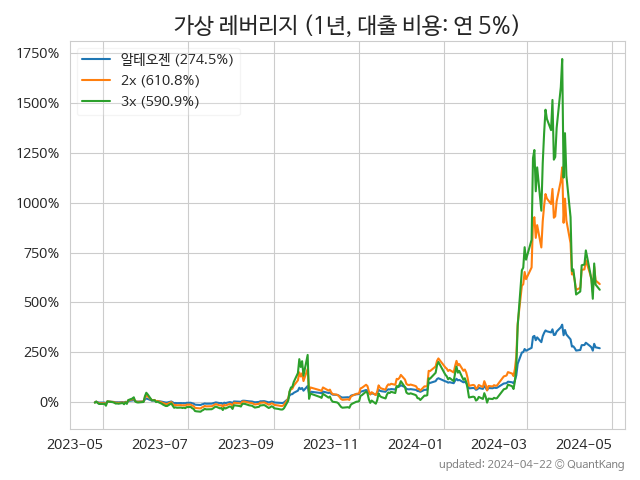 가상 레버리지 (1년, 대출 비용: 연 5%)
알테오젠 (274.5%)
2x (610.8%)
3x (590.9%)
1750%
1500%
1250%
1000%
750%
500%
250%
0%
2023-05 2023-07 2023-09 2023-11 2024-01 2024-03 2024-05
updated: 2024-04-22 © QuantKang